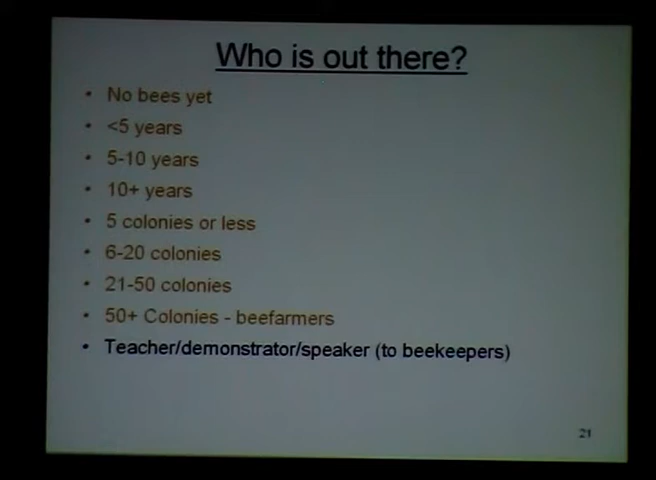 Who is out there?
• No bees yet
• <5 years
• 5-10 years
• 10+ years
• 5 colonies or less
• 6-20 colonies
• 21-50 colonies
• 50+ Colonies - beefarmers
• Teacher/demonstrator/speaker (to beekeepers)
21